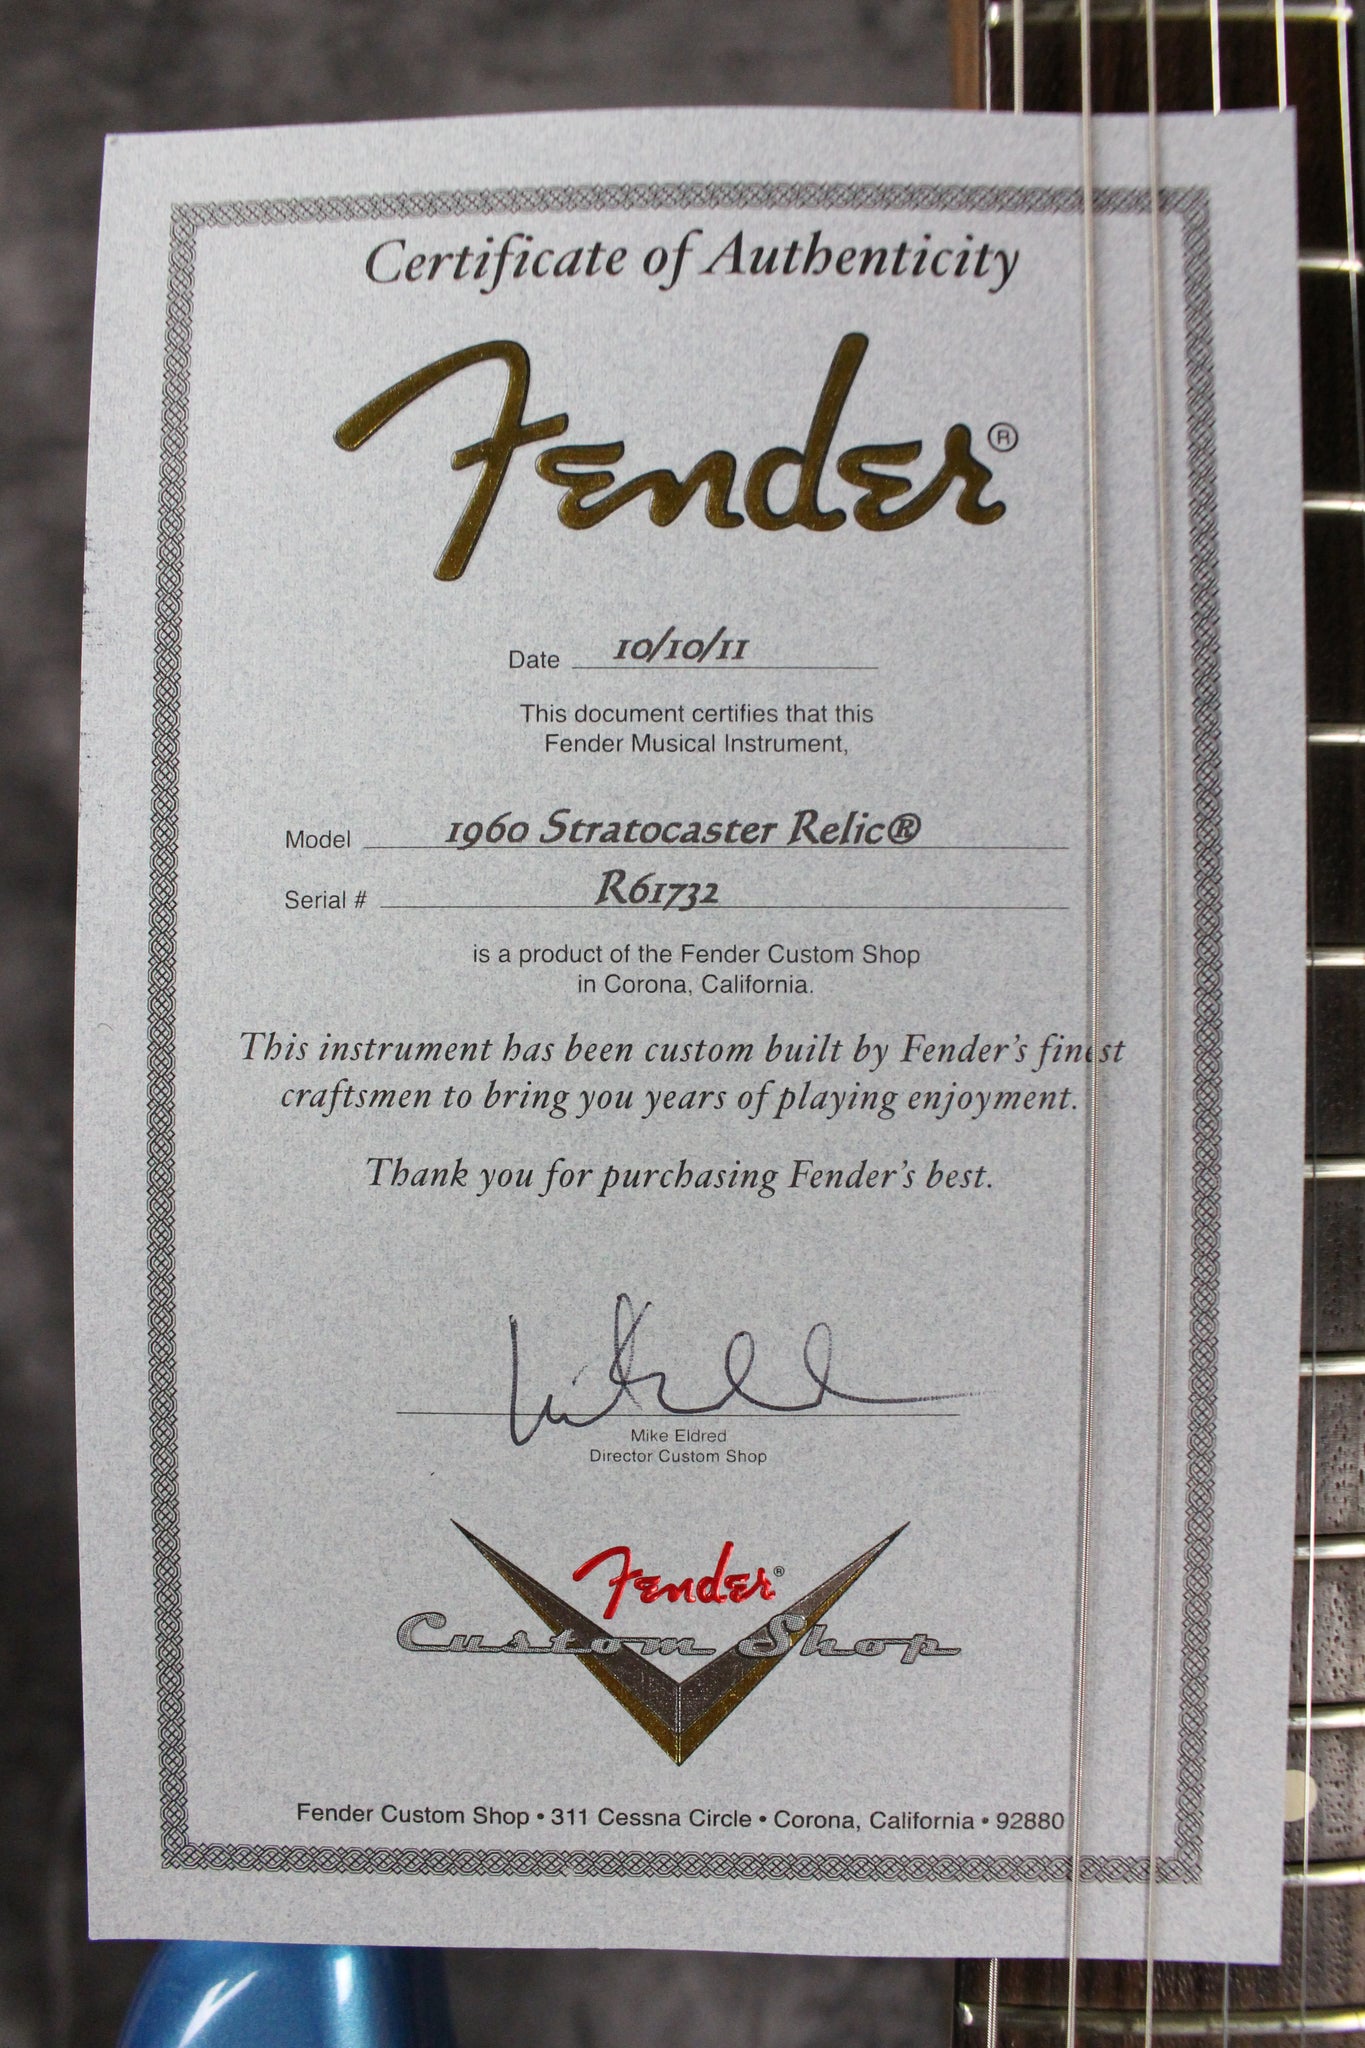 Certificate of Authenticity
Fender®
Date 10/10/11
This document certifies that this
Fender Musical Instrument,
Model 1960 Stratocaster Relic®
Serial # R61732
is a product of the Fender Custom Shop
in Corona, California.
This instrument has been custom built by Fender's finest
craftsmen to bring you years of playing enjoyment.
Thank you for purchasing Fender's best.
Mike Eldred
Director Custom Shop
Fender®
Custom Shop
Fender Custom Shop • 311 Cessna Circle • Corona, California • 92880